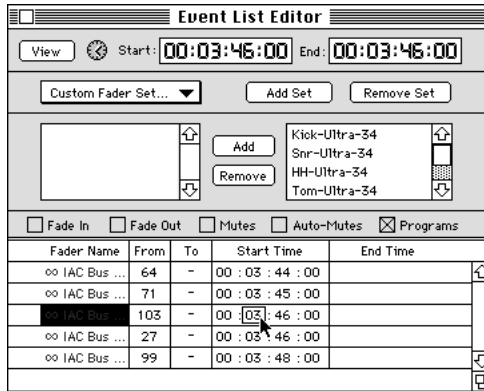 Event List Editor
View Start: 00:03:46:00 End: 00:03:46:00
Custom Fader Set... Add Set Remove Set
Add
Remove
Kick-Ultra-34
Snr-Ultra-34
HH-Ultra-34
Tom-Ultra-34
Fade In Fade Out Mutes Auto-Mutes Programs
Fader Name From To Start Time End Time
∞ IAC Bus ... 64 - 00 : 03 : 44 : 00
∞ IAC Bus ... 71 - 00 : 03 : 45 : 00
∞ IAC Bus ... 103 - 00 : 03 : 46 : 00
∞ IAC Bus ... 27 - 00 : 03 : 46 : 00
∞ IAC Bus ... 99 - 00 : 03 : 48 : 00